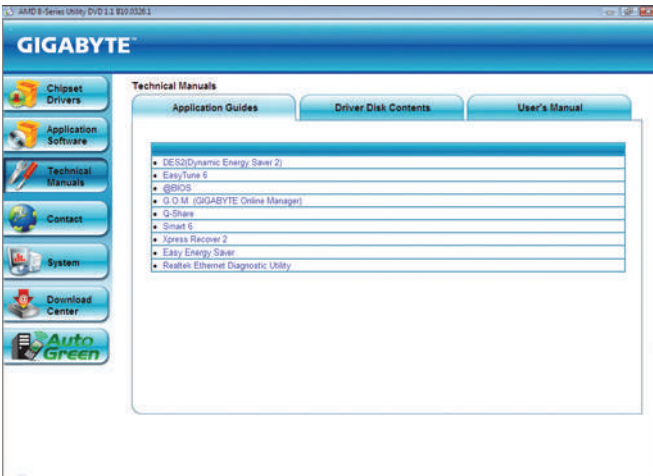 AMD 8-Series Utility DVD 1.1 B10.0326.1
GIGABYTE™
Chipset
Drivers
Application
Software
Technical
Manuals
Contact
System
Download
Center
Auto
Green
Technical Manuals
Application Guides
Driver Disk Contents
User's Manual
DES2(Dynamic Energy Saver 2)
EasyTune 6
@BIOS
G.O.M. (GIGABYTE Online Manager)
Q-Share
Smart 6
Xpress Recover 2
Easy Energy Saver
Realtek Ethernet Diagnostic Utility